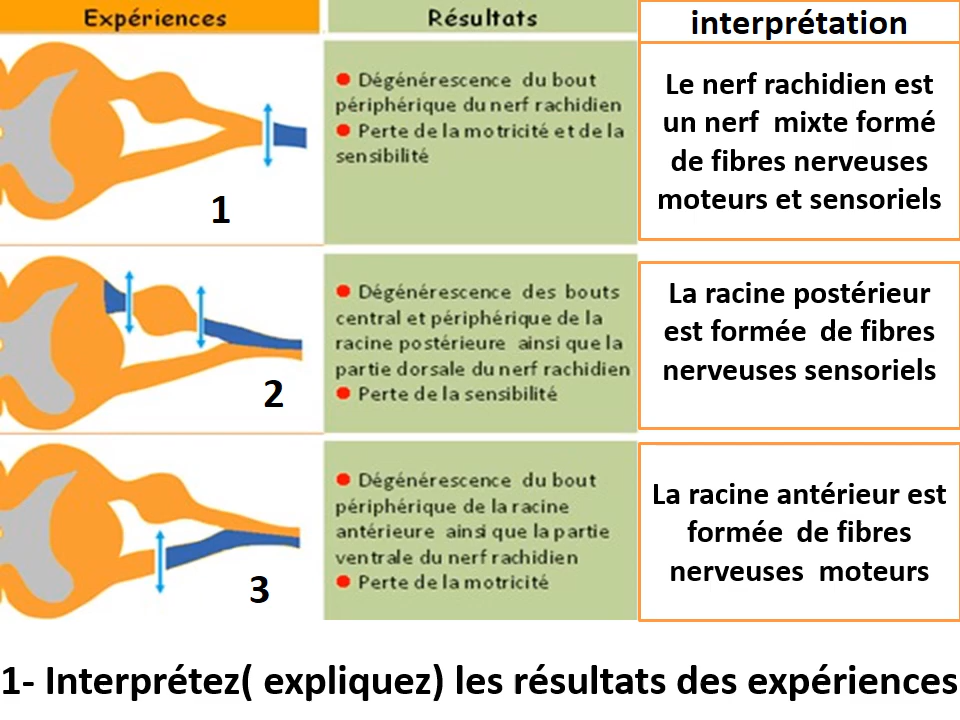 Expériences
Résultats
interprétation
Dégénérescence du bout
périphérique du nerf rachidien
Perte de la motricité et de la
sensibilité
Le nerf rachidien est
un nerf mixte formé
de fibres nerveuses
moteurs et sensoriels
1
Dégénérescence des bouts
central et périphérique de la
racine postérieure ainsi que la
partie dorsale du nerf rachidien
Perte de la sensibilité
La racine postérieur
est formée de fibres
nerveuses sensoriels
2
Dégénérescence du bout
périphérique de la racine
antérieure ainsi que la partie
ventrale du nerf rachidien
Perte de la motricité
La racine antérieur est
formée de fibres
nerveuses moteurs
3
1- Interprétez( expliquez) les résultats des expériences